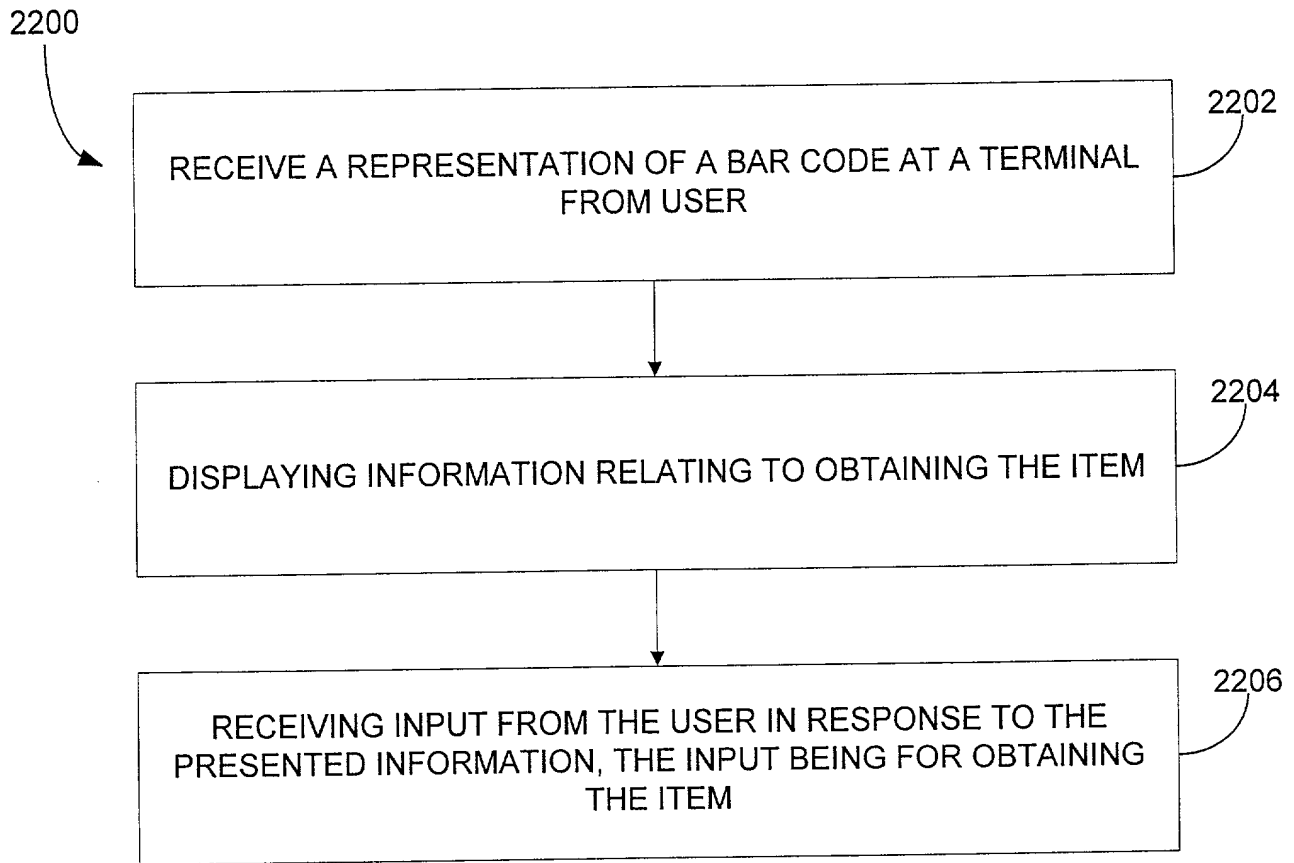 2200
2202
RECEIVE A REPRESENTATION OF A BAR CODE AT A TERMINAL
FROM USER
2204
DISPLAYING INFORMATION RELATING TO OBTAINING THE ITEM
2206
RECEIVING INPUT FROM THE USER IN RESPONSE TO THE
PRESENTED INFORMATION, THE INPUT BEING FOR OBTAINING
THE ITEM